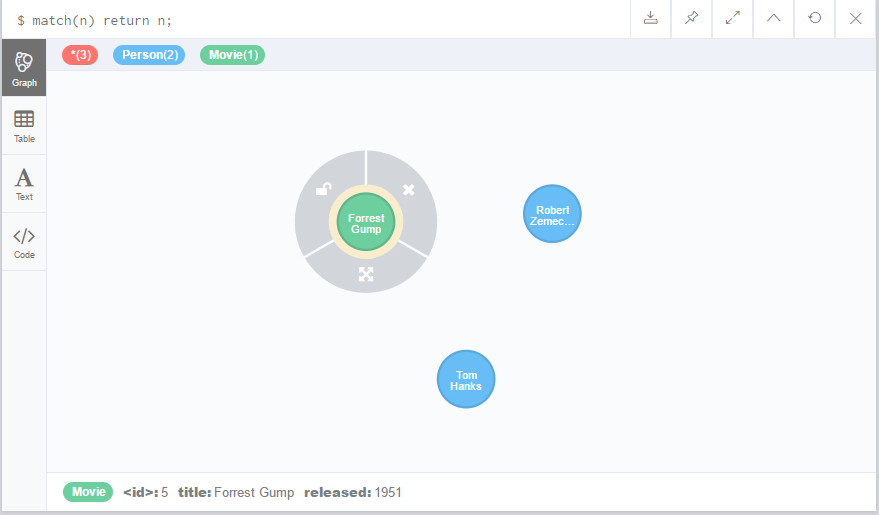 $ match(n) return n;
*(3) Person(2) Movie(1)
Graph
Table
A
Text
</>
Code
Forrest
Gump
Robert
Zemec...
Tom
Hanks
Movie <id>: 5 title: Forrest Gump released: 1951